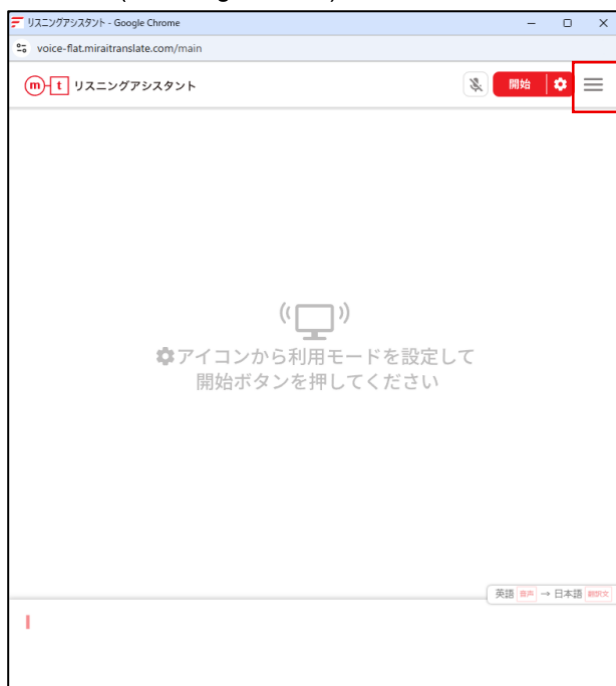 リスニングアシスタント - Google Chrome
voice-flat.miraitranslate.com/main
m t リスニングアシスタント
開始
アイコンから利用モードを設定して
開始ボタンを押してください
英語 音声 → 日本語 翻訳文